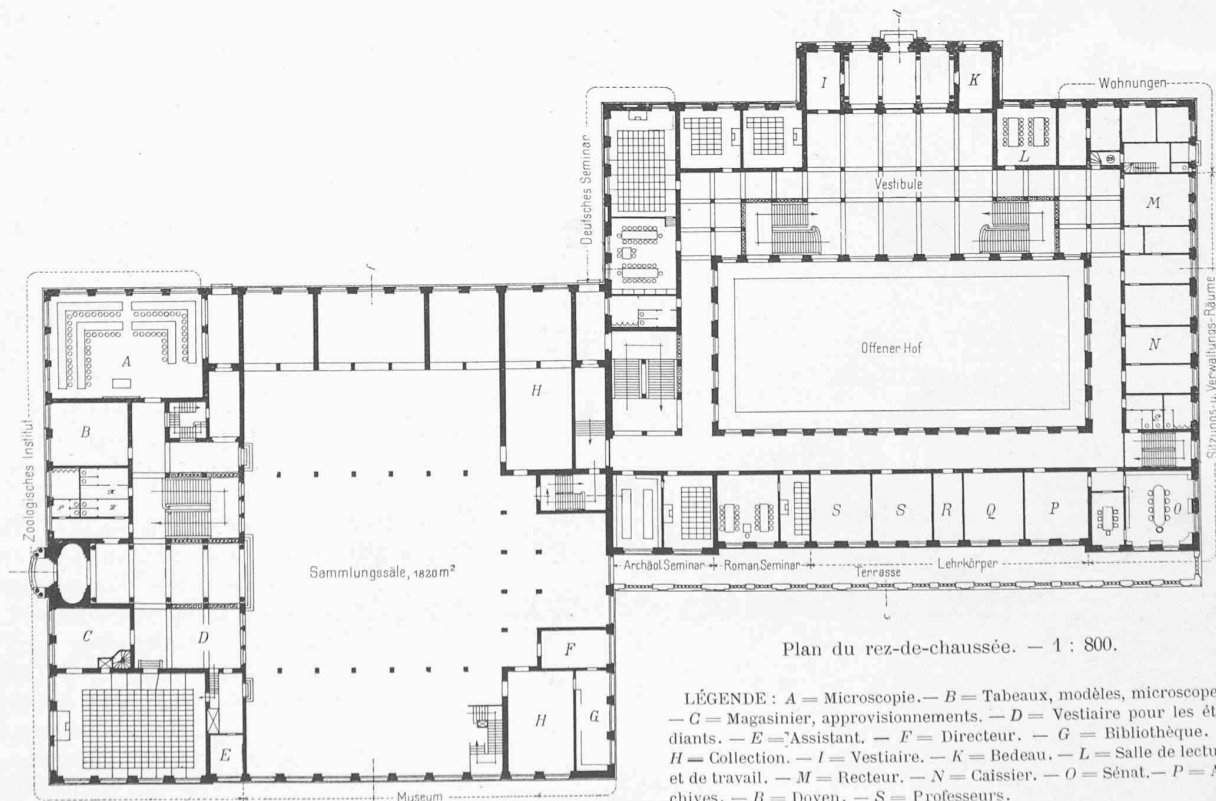 d
I
K
Wohnungen
L
Vestibule
M
Deutsches Seminar
Offener Hof
N
Sitzungs- u. Verwaltungs-Räume
f
A
B
Zoologisches Institut
H
S
S
R
Q
P
O
Archäol. Seminar
Roman. Seminar
Lehrkörper
Terrasse
c
Sammlungssäle, 1820 m²
C
D
E
F
G
H
Museum
Plan du rez-de-chaussée. — 1 : 800.
LÉGENDE : A = Microscopie. — B = Tabeaux, modèles, microscope
— C = Magasinier, approvisionnements. — D = Vestiaire pour les ét
diants. — E = Assistant. — F = Directeur. — G = Bibliothèque.
H = Collection. — I = Vestiaire. — K = Bedeau. — L = Salle de lectu
et de travail. — M = Recteur. — N = Caissier. — O = Sénat. — P = A
chives. — R = Doyen. — S = Professeurs.